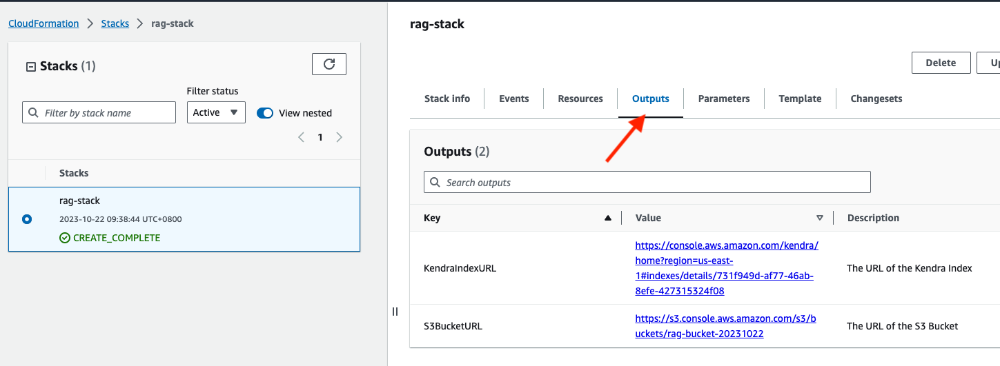 CloudFormation > Stacks > rag-stack
Stacks (1)
Filter status
Filter by stack name
Active
View nested
1
Stacks
rag-stack
2023-10-22 09:38:44 UTC+0800
CREATE_COMPLETE
rag-stack
Delete
Stack info Events Resources Outputs Parameters Template Changesets
Outputs (2)
Search outputs
Key Value Description
KendraIndexURL
https://console.aws.amazon.com/kendra/
home?region=us-east-
1#indexes/details/731f949d-af77-46ab-
8efe-427315324f08
The URL of the Kendra Index
S3BucketURL
https://s3.console.aws.amazon.com/s3/b
uckets/rag-bucket-20231022
The URL of the S3 Bucket